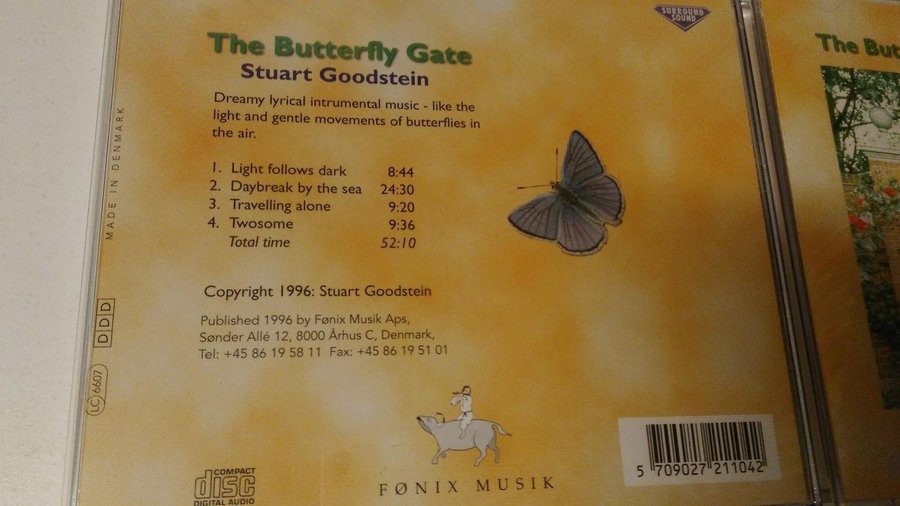 SURROUND
SOUND
The Butterfly Gate
Stuart Goodstein
Dreamy lyrical intrumental music - like the
light and gentle movements of butterflies in
the air.
1. Light follows dark 8:44
2. Daybreak by the sea 24:30
3. Travelling alone 9:20
4. Twosome 9:36
Total time 52:10
Copyright 1996: Stuart Goodstein
Published 1996 by Fønix Musik Aps,
Sønder Allé 12, 8000 Århus C, Denmark,
Tel: +45 86 19 58 11 Fax: +45 86 19 51 01
COMPACT
disc
DIGITAL AUDIO
FØNIX MUSIK
5 709027 211042
MADE IN DENMARK
DDD
LC 6607
The But